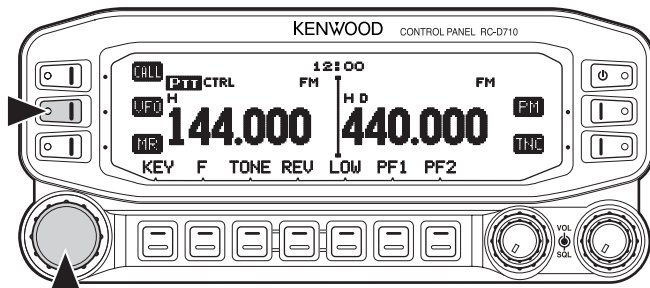 KENWOOD CONTROL PANEL RC-D710
12:00
CALL PTT CTRL FM FM
VFO H H D PM
144.000 440.000
MR TNC
KEY F TONE REV LOW PF1 PF2
VOL
SQL